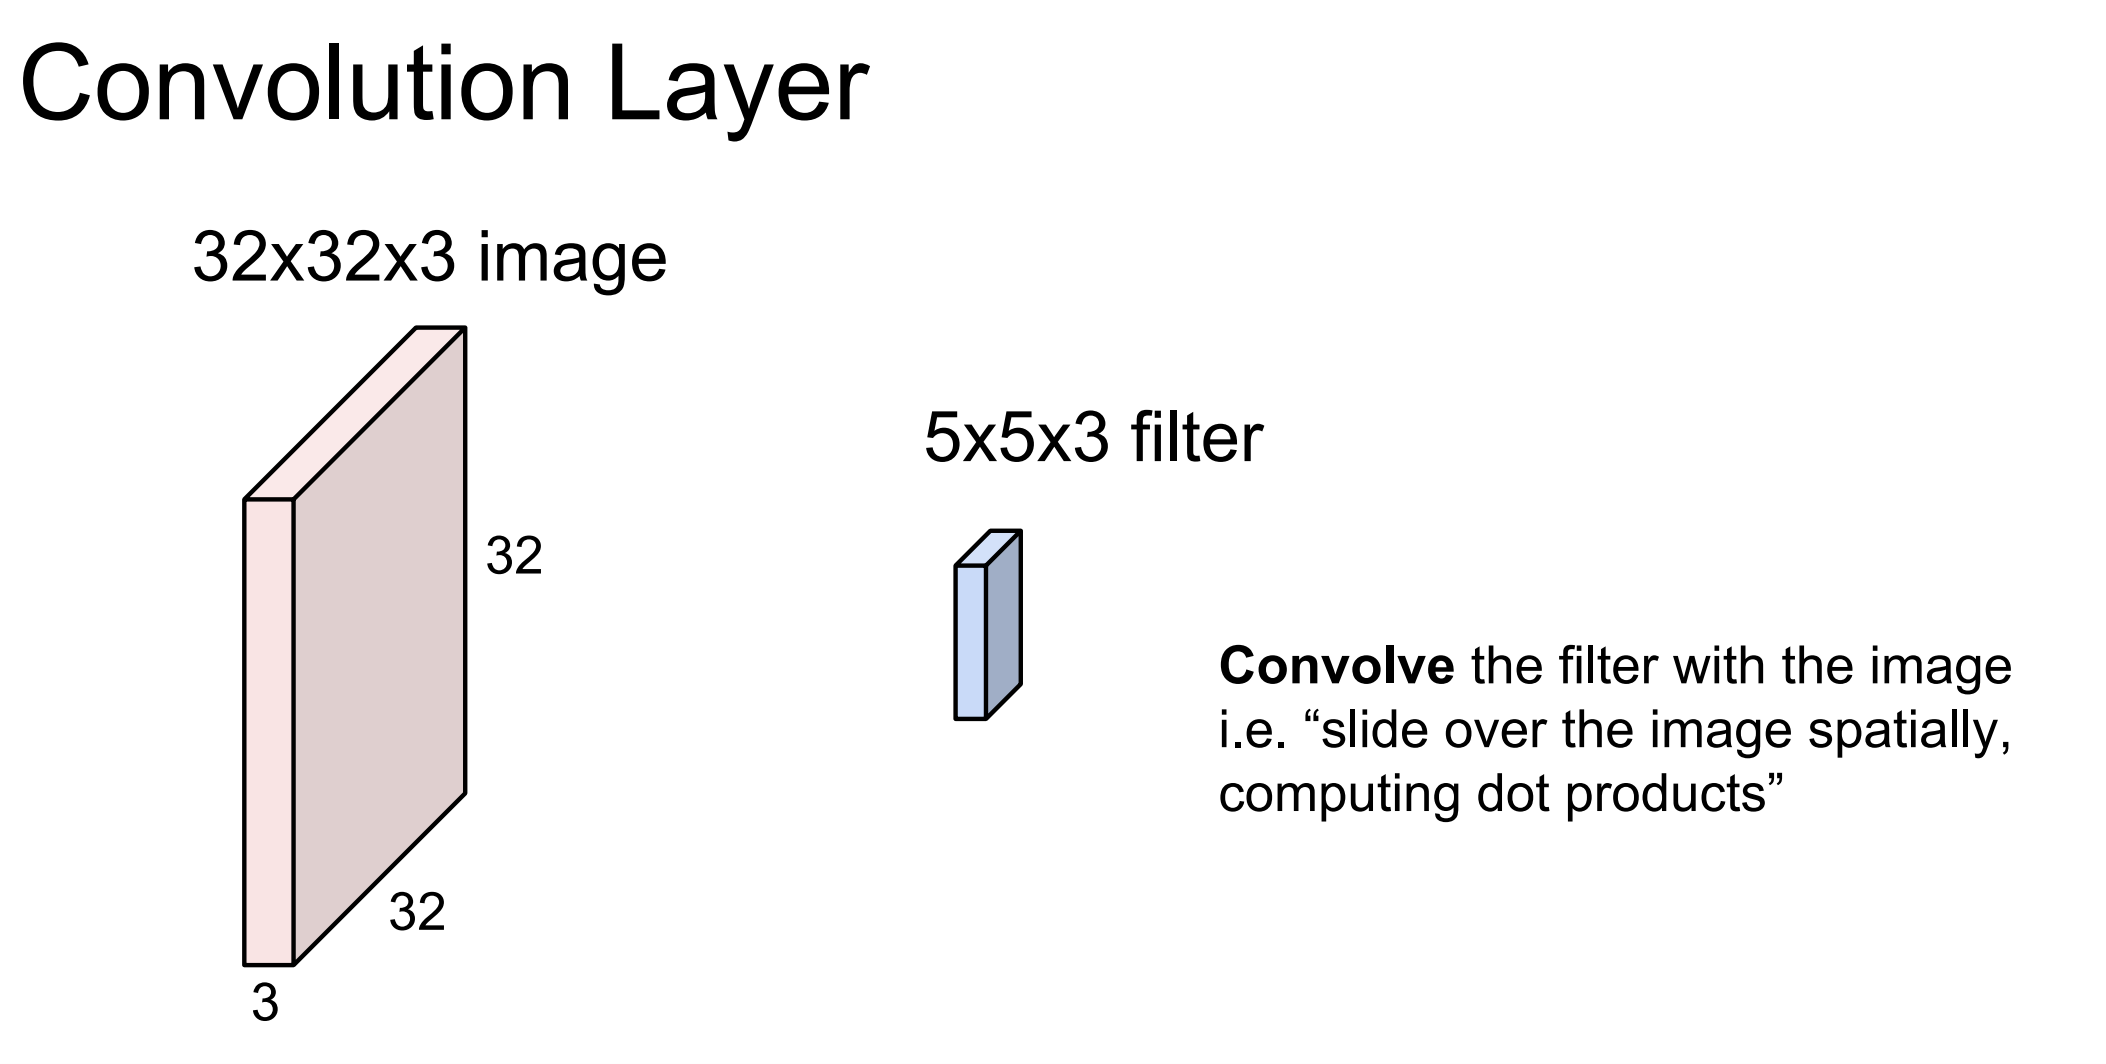 Convolution Layer
32x32x3 image
5x5x3 filter
32
Convolve the filter with the image
i.e. “slide over the image spatially,
computing dot products”
32
3